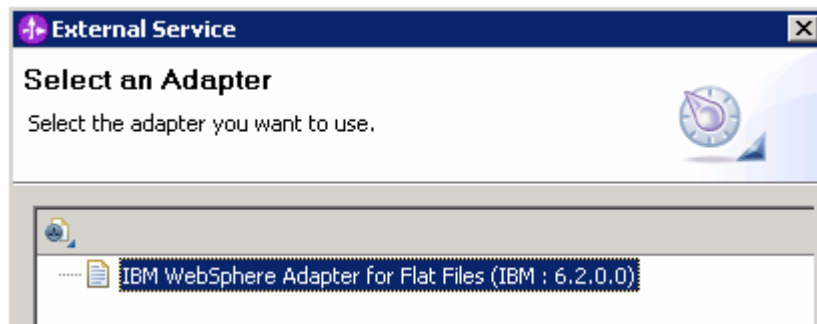 External Service
Select an Adapter
Select the adapter you want to use.
IBM WebSphere Adapter for Flat Files (IBM : 6.2.0.0)